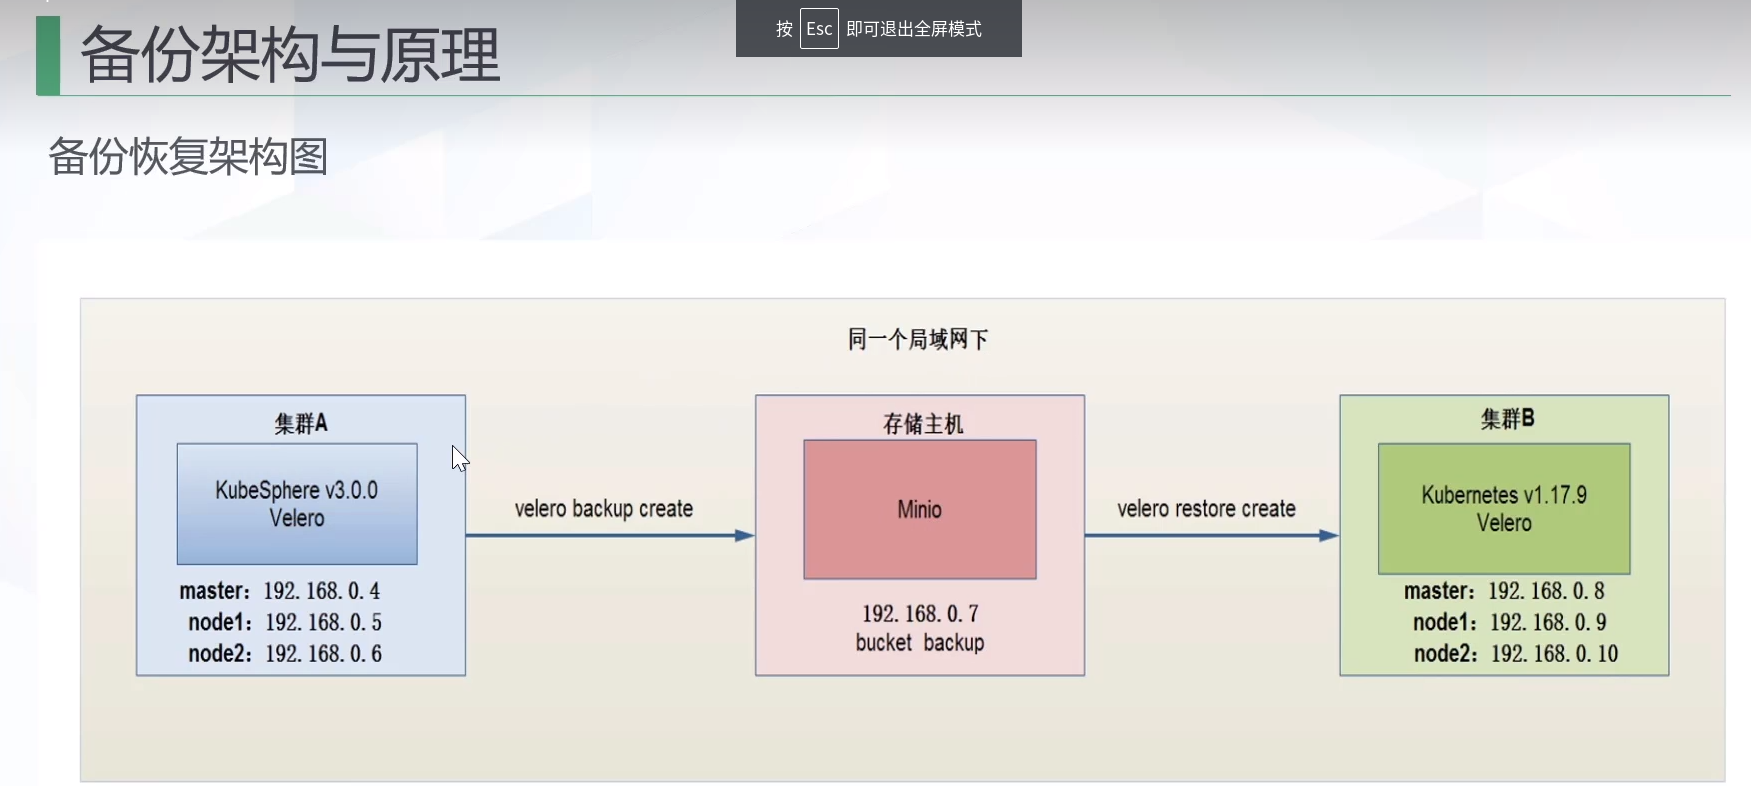 按 Esc 即可退出全屏模式
备份架构与原理
备份恢复架构图
同一个局域网下
集群A
KubeSphere v3.0.0
Velero
master：192.168.0.4
node1：192.168.0.5
node2：192.168.0.6
velero backup create
存储主机
Minio
192.168.0.7
bucket backup
velero restore create
集群B
Kubernetes v1.17.9
Velero
master：192.168.0.8
node1：192.168.0.9
node2：192.168.0.10